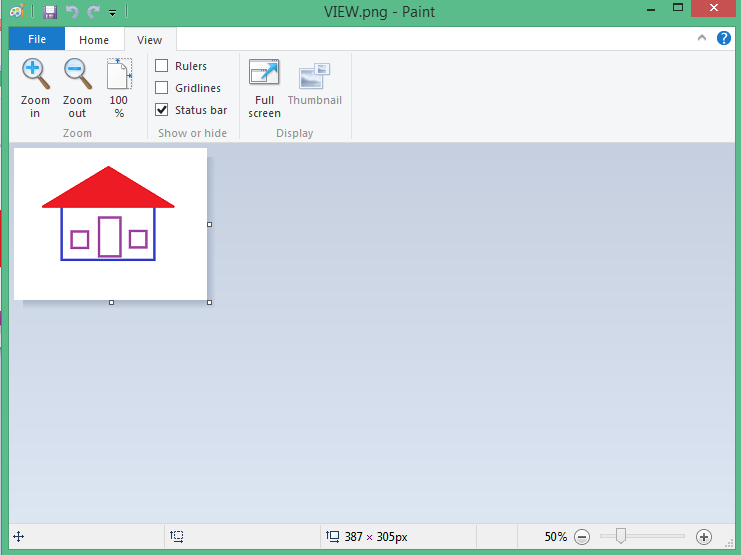 VIEW.png - Paint
File Home View
Zoom in
Zoom out
100 %
Rulers
Gridlines
Status bar
Full screen
Thumbnail
Zoom
Show or hide
Display
387 × 305px
50%